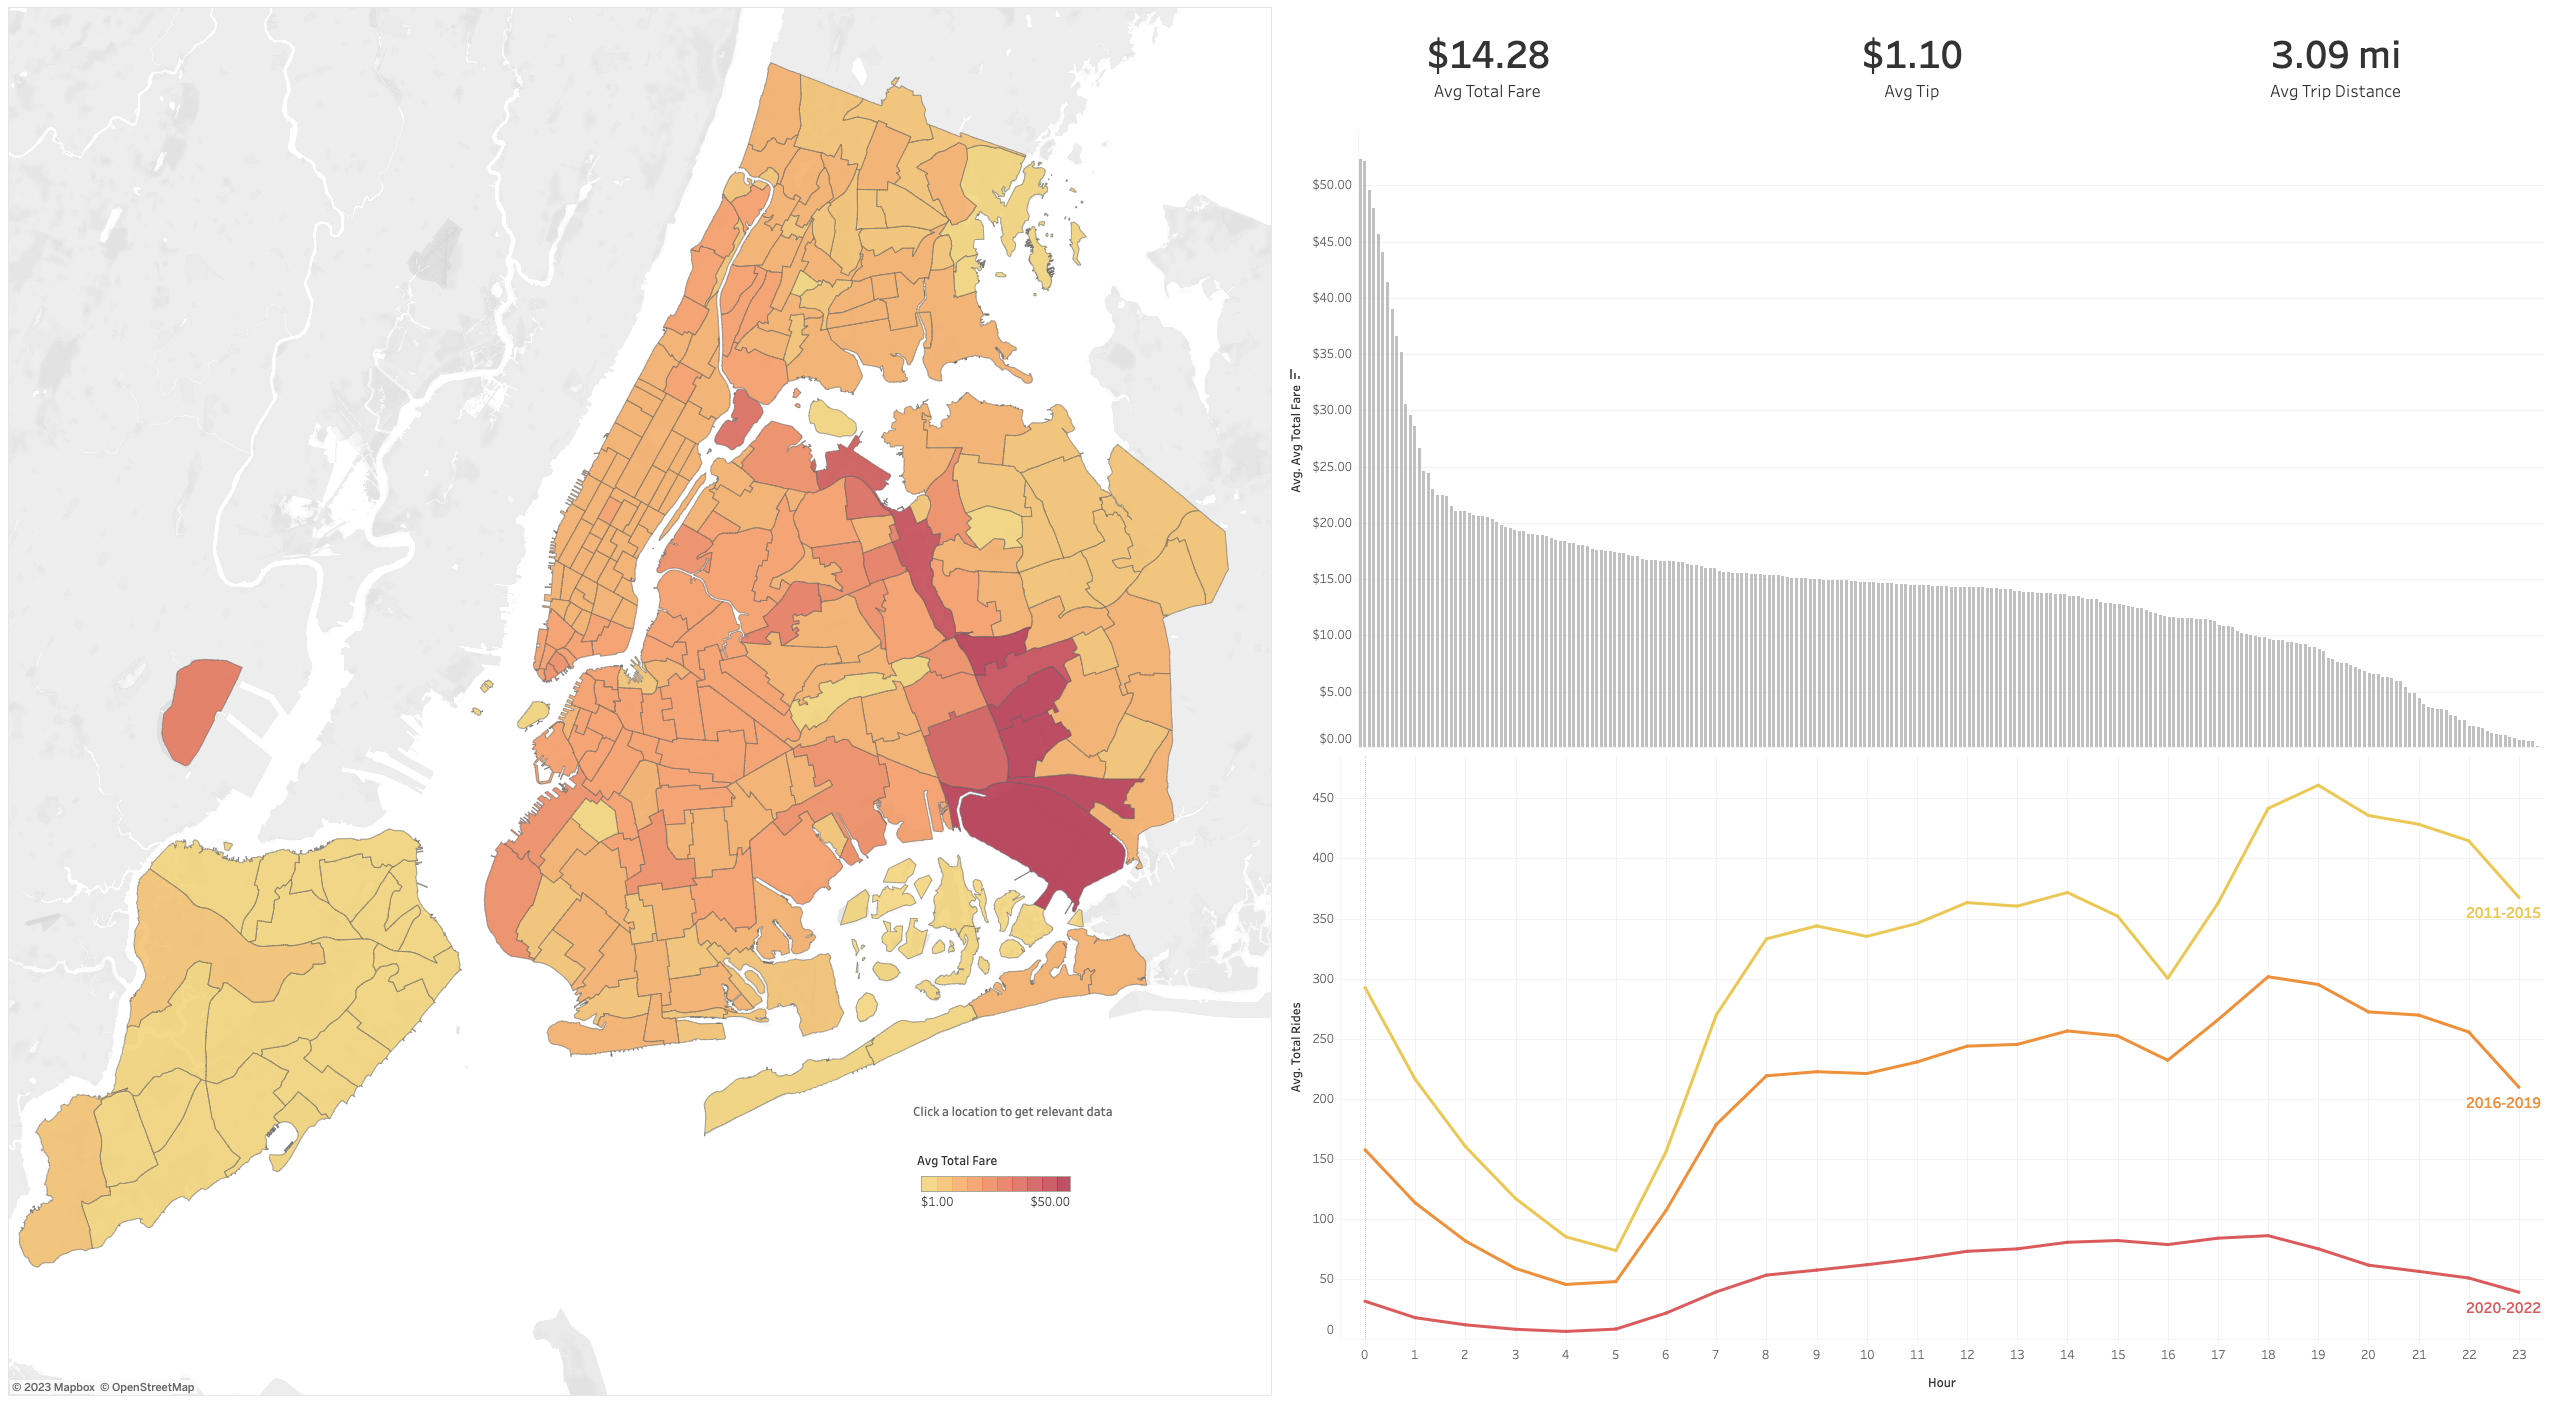 $14.28
Avg Total Fare
$1.10
Avg Tip
3.09 mi
Avg Trip Distance
Avg. Avg Total Fare
$50.00
$45.00
$40.00
$35.00
$30.00
$25.00
$20.00
$15.00
$10.00
$5.00
$0.00
Avg. Total Rides
450
400
350
300
250
200
150
100
50
0
2011-2015
2016-2019
2020-2022
0 1 2 3 4 5 6 7 8 9 10 11 12 13 14 15 16 17 18 19 20 21 22 23
Hour
Click a location to get relevant data
Avg Total Fare
$1.00 $50.00
© 2023 Mapbox © OpenStreetMap